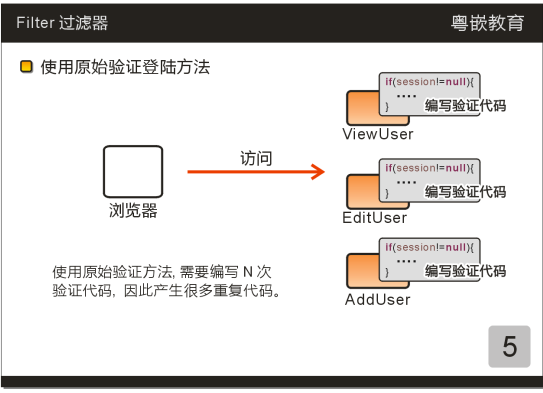 Filter 过滤器
粤嵌教育
使用原始验证登陆方法
if(session!=null){
....
} 编写验证代码
ViewUser
访问
浏览器
if(session!=null){
....
} 编写验证代码
EditUser
if(session!=null){
....
} 编写验证代码
AddUser
使用原始验证方法, 需要编写 N 次
验证代码, 因此产生很多重复代码。
5